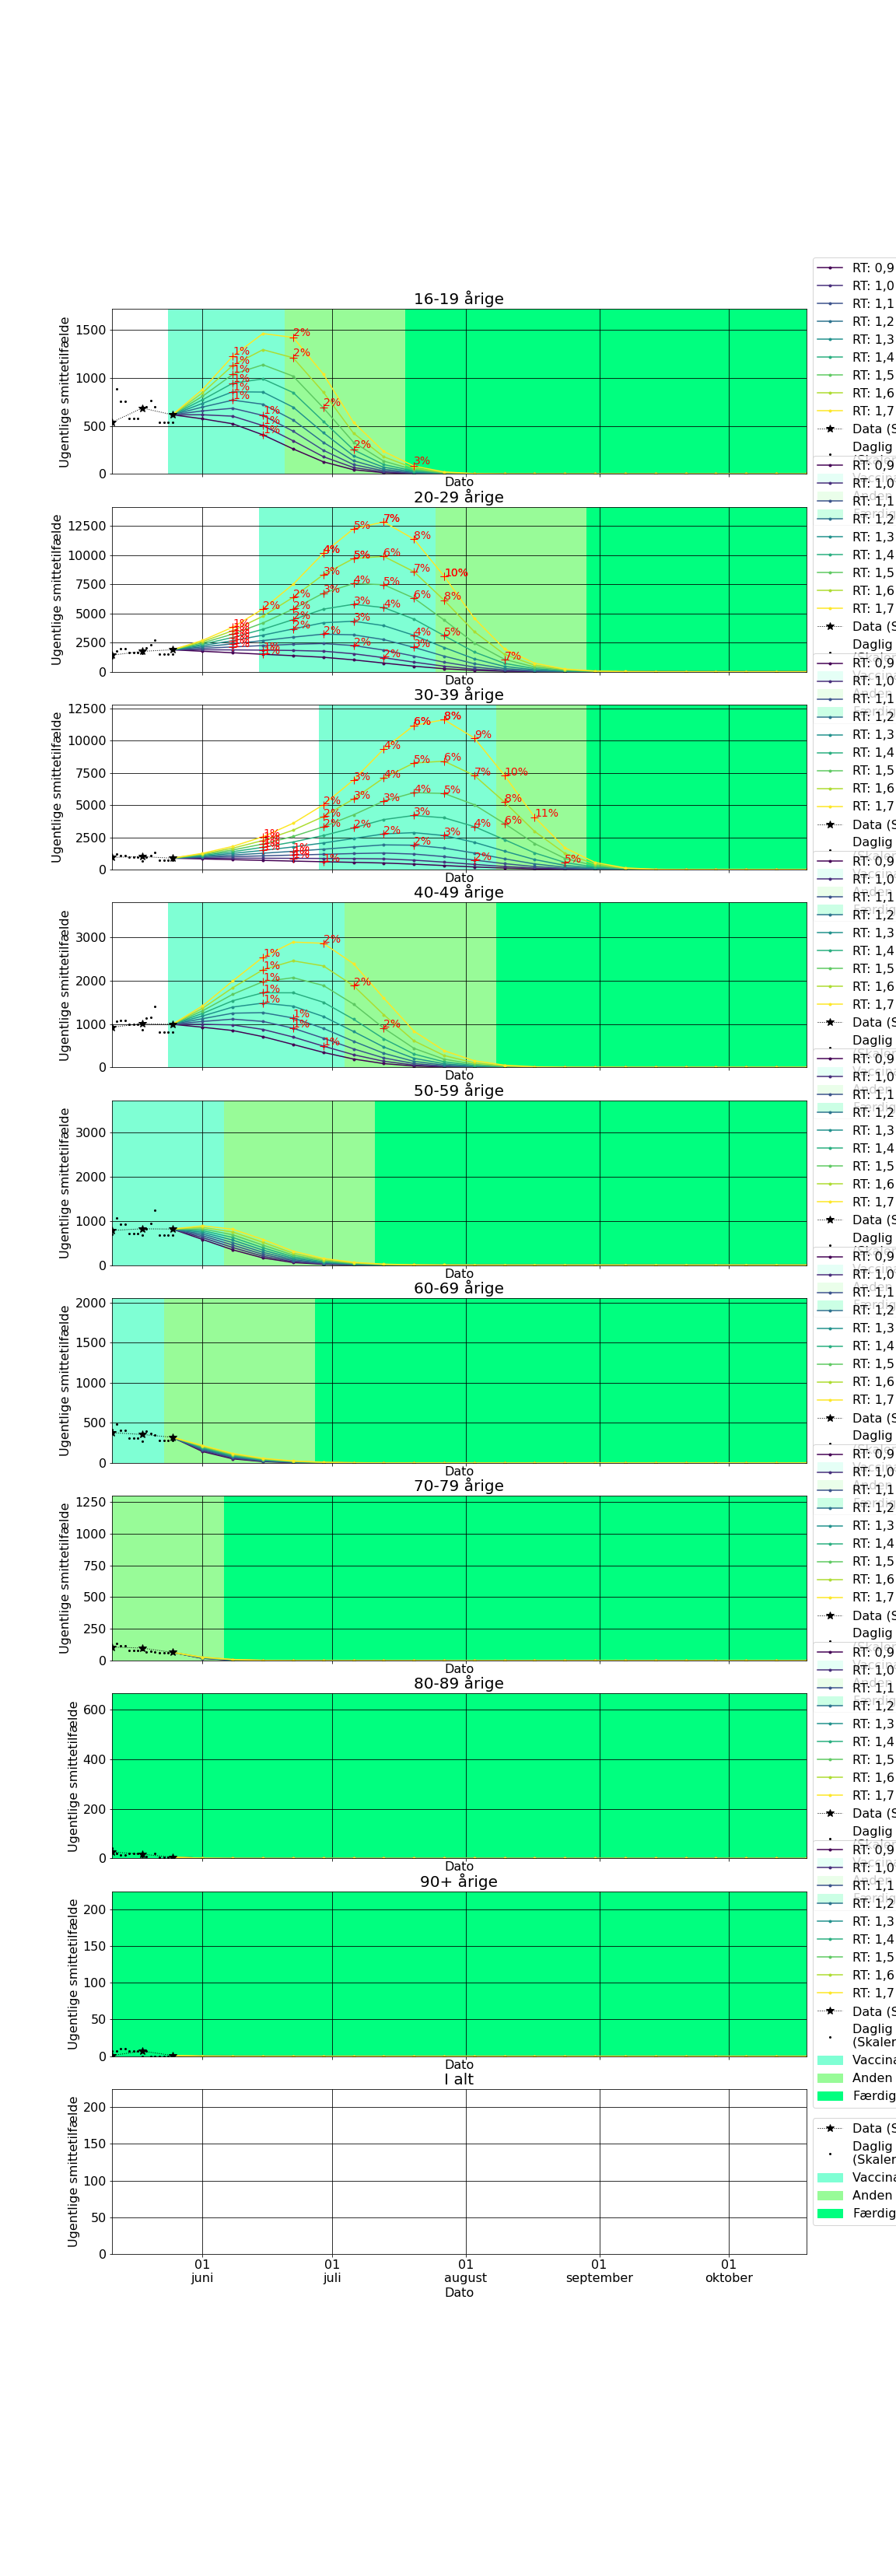 16-19 årige
Ugentlige smittetilfælde
1500
1000
500
0
2%
2%
1%
1%
1%
1%
1%
1%
2%
1%
1%
1%
2%
3%
Dato
RT: 0,9
RT: 1,0
RT: 1,1
RT: 1,2
RT: 1,3
RT: 1,4
RT: 1,5
RT: 1,6
RT: 1,7
Data (S
Daglig
20-29 årige
Ugentlige smittetilfælde
12500
10000
7500
5000
2500
0
7%
5%
8%
4%
5%
6%
3%
7%
10%
3%
4%
5%
6%
8%
2%
2%
2%
2%
2%
3%
4%
3%
4%
5%
1%
1%
1%
1%
1%
1%
1%
1%
2%
2%
2%
3%
7%
Dato
RT: 0,9
RT: 1,0
RT: 1,1
RT: 1,2
RT: 1,3
RT: 1,4
RT: 1,5
RT: 1,6
RT: 1,7
Data (S
Daglig
30-39 årige
Ugentlige smittetilfælde
12500
10000
7500
5000
2500
0
8%
6%
9%
4%
5%
6%
3%
4%
7%
10%
2%
3%
3%
4%
5%
8%
11%
2%
2%
2%
3%
4%
6%
1%
1%
1%
1%
2%
3%
1%
1%
1%
2%
2%
5%
Dato
RT: 0,9
RT: 1,0
RT: 1,1
RT: 1,2
RT: 1,3
RT: 1,4
RT: 1,5
RT: 1,6
RT: 1,7
Data (S
Daglig
40-49 årige
Ugentlige smittetilfælde
3000
2000
1000
0
2%
1%
1%
1%
1%
1%
2%
1%
1%
1%
2%
Dato
RT: 0,9
RT: 1,0
RT: 1,1
RT: 1,2
RT: 1,3
RT: 1,4
RT: 1,5
RT: 1,6
RT: 1,7
Data (S
Daglig
50-59 årige
Ugentlige smittetilfælde
3000
2000
1000
0
Dato
RT: 0,9
RT: 1,0
RT: 1,1
RT: 1,2
RT: 1,3
RT: 1,4
RT: 1,5
RT: 1,6
RT: 1,7
Data (S
Daglig
60-69 årige
Ugentlige smittetilfælde
2000
1500
1000
500
0
Dato
RT: 0,9
RT: 1,0
RT: 1,1
RT: 1,2
RT: 1,3
RT: 1,4
RT: 1,5
RT: 1,6
RT: 1,7
Data (S
Daglig
70-79 årige
Ugentlige smittetilfælde
1250
1000
750
500
250
0
Dato
RT: 0,9
RT: 1,0
RT: 1,1
RT: 1,2
RT: 1,3
RT: 1,4
RT: 1,5
RT: 1,6
RT: 1,7
Data (S
Daglig
80-89 årige
Ugentlige smittetilfælde
600
400
200
0
Dato
RT: 0,9
RT: 1,0
RT: 1,1
RT: 1,2
RT: 1,3
RT: 1,4
RT: 1,5
RT: 1,6
RT: 1,7
Data (S
Daglig
90+ årige
Ugentlige smittetilfælde
200
150
100
50
0
Dato
RT: 0,9
RT: 1,0
RT: 1,1
RT: 1,2
RT: 1,3
RT: 1,4
RT: 1,5
RT: 1,6
RT: 1,7
Data (S
Daglig
(Skaler
Vaccina
Anden
Færdig
I alt
Ugentlige smittetilfælde
200
150
100
50
0
01
juni
01
juli
01
august
01
september
01
oktober
Dato
Data (S
Daglig
(Skaler
Vaccina
Anden
Færdig